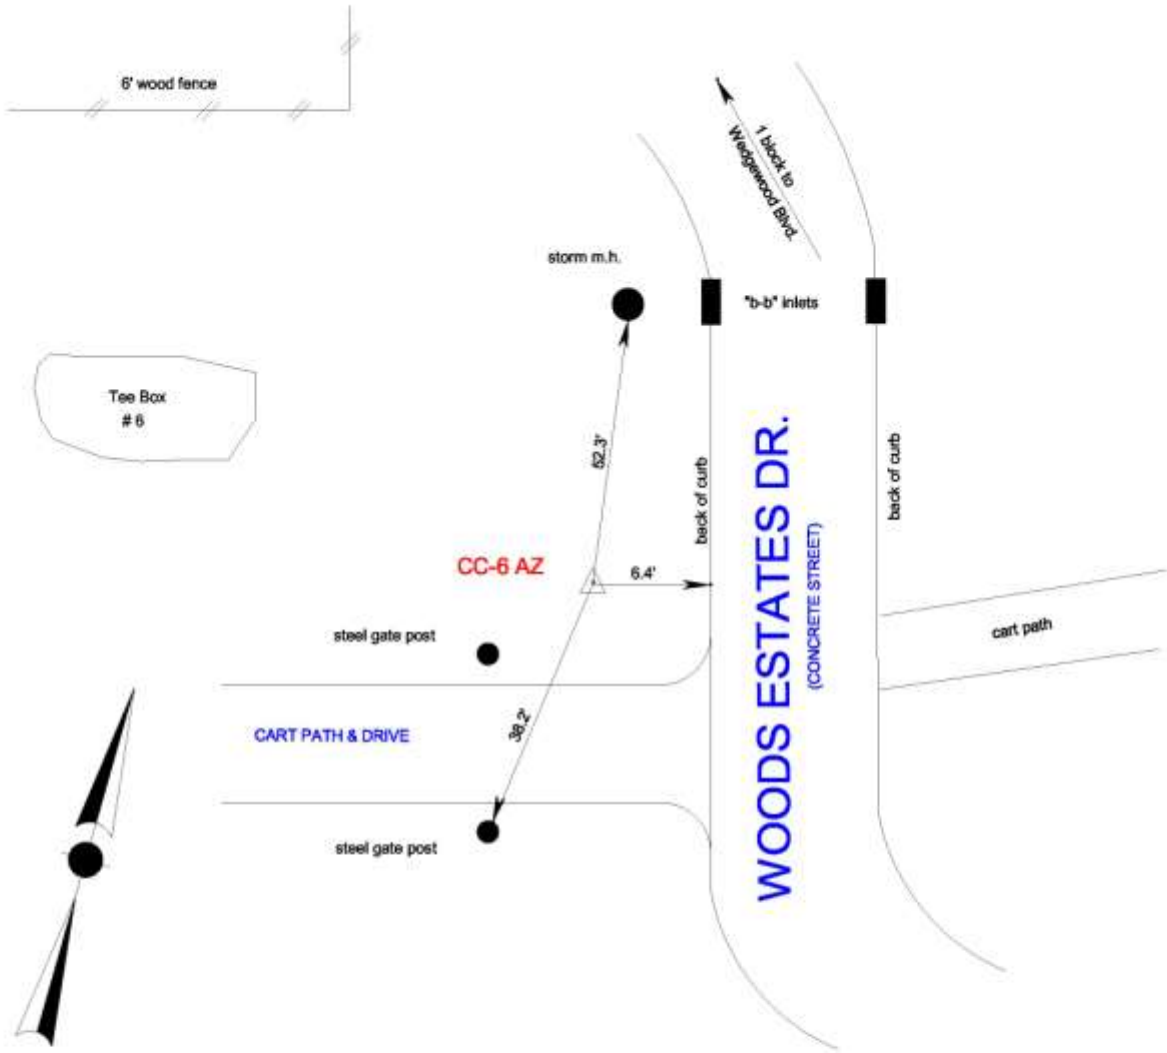 6' wood fence
1 block to
Wedgewood Blvd.
storm m.h.
"b-b" inlets
Tee Box
# 6
52.3'
back of curb
back of curb
WOODS ESTATES DR.
(CONCRETE STREET)
CC-6 AZ
6.4'
steel gate post
cart path
38.2'
CART PATH & DRIVE
steel gate post